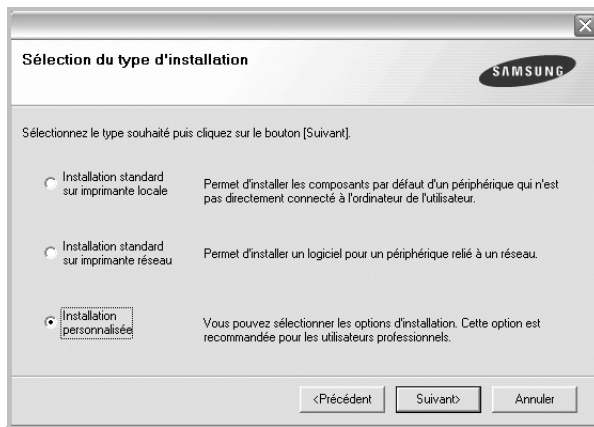 Sélection du type d'installation
SAMSUNG
Sélectionnez le type souhaité puis cliquez sur le bouton [Suivant].
Installation standard
sur imprimante locale
Permet d'installer les composants par défaut d'un périphérique qui n'est
pas directement connecté à l'ordinateur de l'utilisateur.
Installation standard
sur imprimante réseau
Permet d'installer un logiciel pour un périphérique relié à un réseau.
Installation
personnalisée
Vous pouvez sélectionner les options d'installation. Cette option est
recommandée pour les utilisateurs professionnels.
<Précédent
Suivant>
Annuler